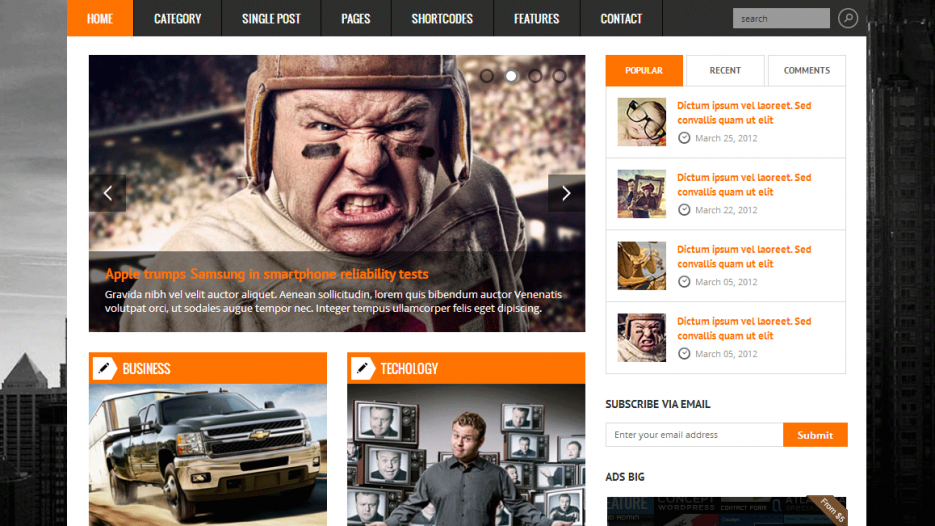 HOME CATEGORY SINGLE POST PAGES SHORTCODES FEATURES CONTACT search
POPULAR RECENT COMMENTS
Dictum ipsum vel laoreet. Sed
convallis quam ut elit
March 25, 2012
Dictum ipsum vel laoreet. Sed
convallis quam ut elit
March 22, 2012
Dictum ipsum vel laoreet. Sed
convallis quam ut elit
March 05, 2012
Dictum ipsum vel laoreet. Sed
convallis quam ut elit
March 05, 2012
Apple trumps Samsung in smartphone reliability tests
Gravida nibh vel velit auctor aliquet. Aenean sollicitudin, lorem quis bibendum auctor Venenatis
volutpat orci, ut sodales augue tempor nec. Integer tempus ullamcorper felis eget dipiscing.
BUSINESS
TECHOLOGY
SUBSCRIBE VIA EMAIL
Enter your email address Submit
ADS BIG
CONCEPT
WORDPRESS CONTACT FORM
From $5